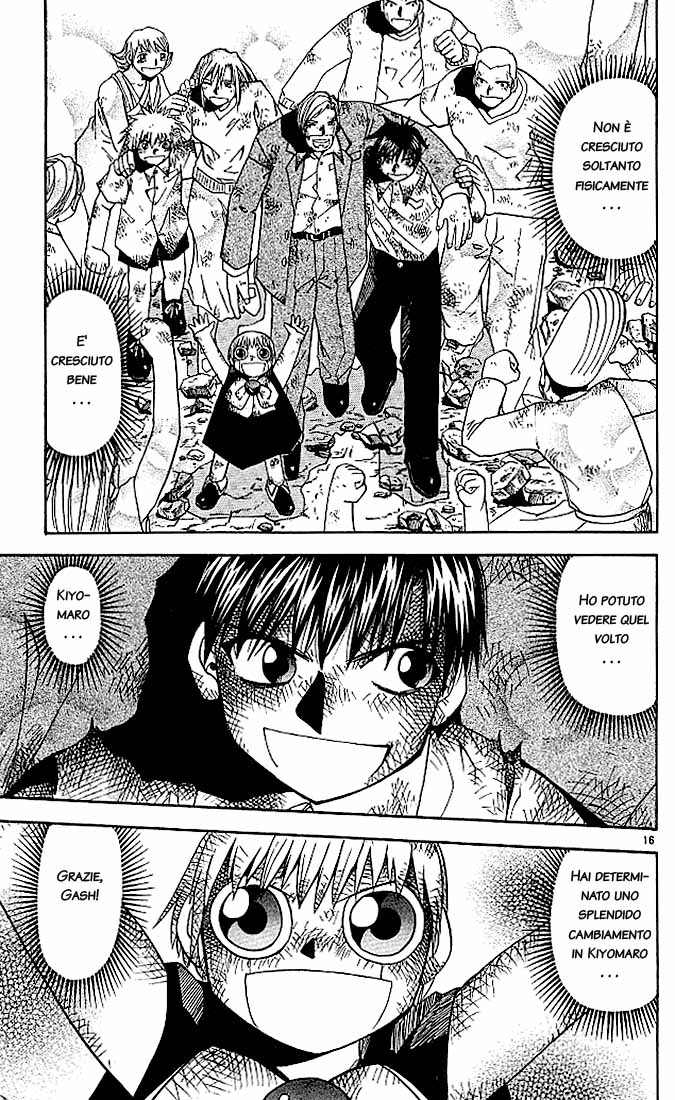 NON È
CRESCIUTO
SOLTANTO
FISICAMENTE
...
E'
CRESCIUTO
BENE
...
HO POTUTO
VEDERE QUEL
VOLTO
...
KIYO-
MARO
...
16
HAI DETERMI-
NATO UNO
SPLENDIDO
CAMBIAMENTO
IN KIYOMARO
...
GRAZIE,
GASH!